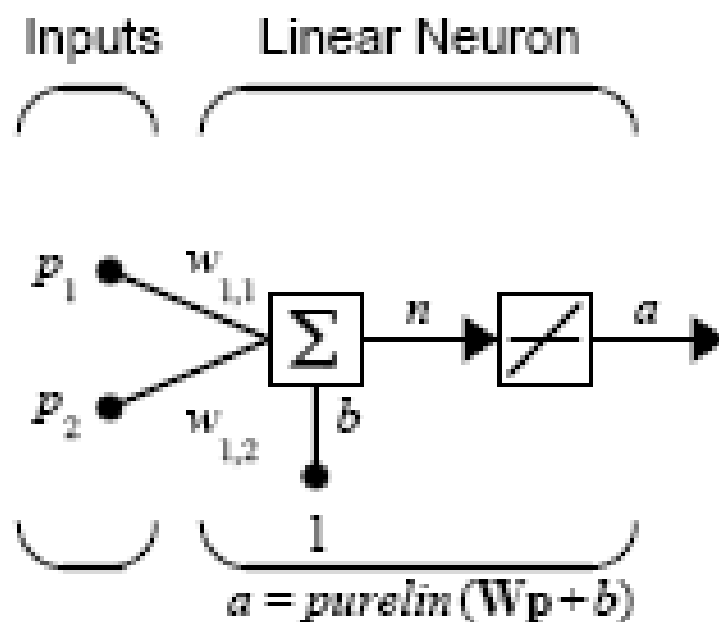 Inputs Linear Neuron
p1 w1,1
Σ n a
p2 w1,2 b
1
a = purelin(Wp+b)